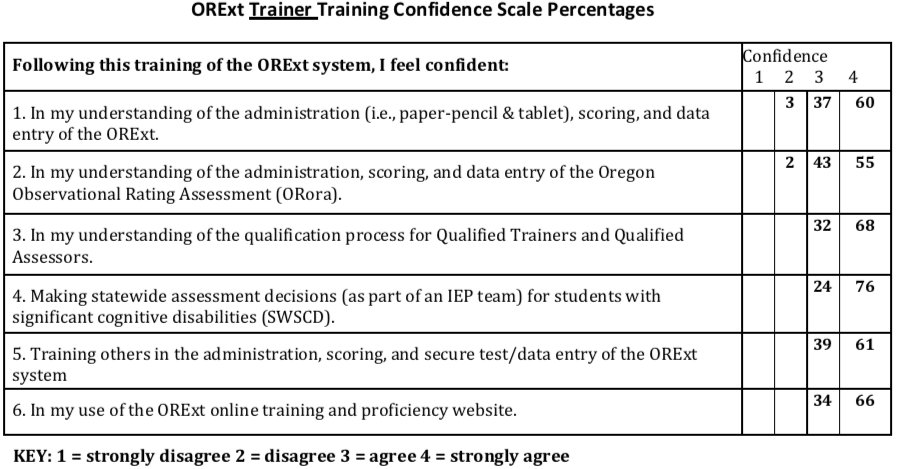 ORExt Trainer Training Confidence Scale Percentages
Following this training of the ORExt system, I feel confident:
Confidence
1 2 3 4
1. In my understanding of the administration (i.e., paper-pencil & tablet), scoring, and data
entry of the ORExt.
3 37 60
2. In my understanding of the administration, scoring, and data entry of the Oregon
Observational Rating Assessment (ORora).
2 43 55
3. In my understanding of the qualification process for Qualified Trainers and Qualified
Assessors.
32 68
4. Making statewide assessment decisions (as part of an IEP team) for students with
significant cognitive disabilities (SWSCD).
24 76
5. Training others in the administration, scoring, and secure test/data entry of the ORExt
system
39 61
6. In my use of the ORExt online training and proficiency website.
34 66
KEY: 1 = strongly disagree 2 = disagree 3 = agree 4 = strongly agree